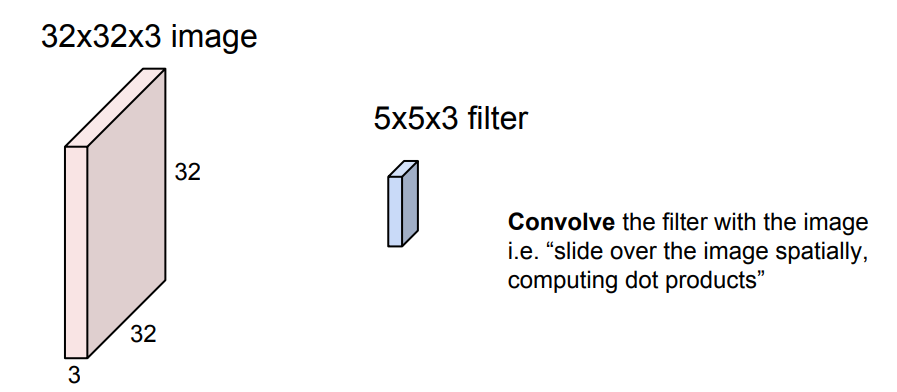 32x32x3 image
5x5x3 filter
32
Convolve the filter with the image
i.e. “slide over the image spatially,
computing dot products”
32
3